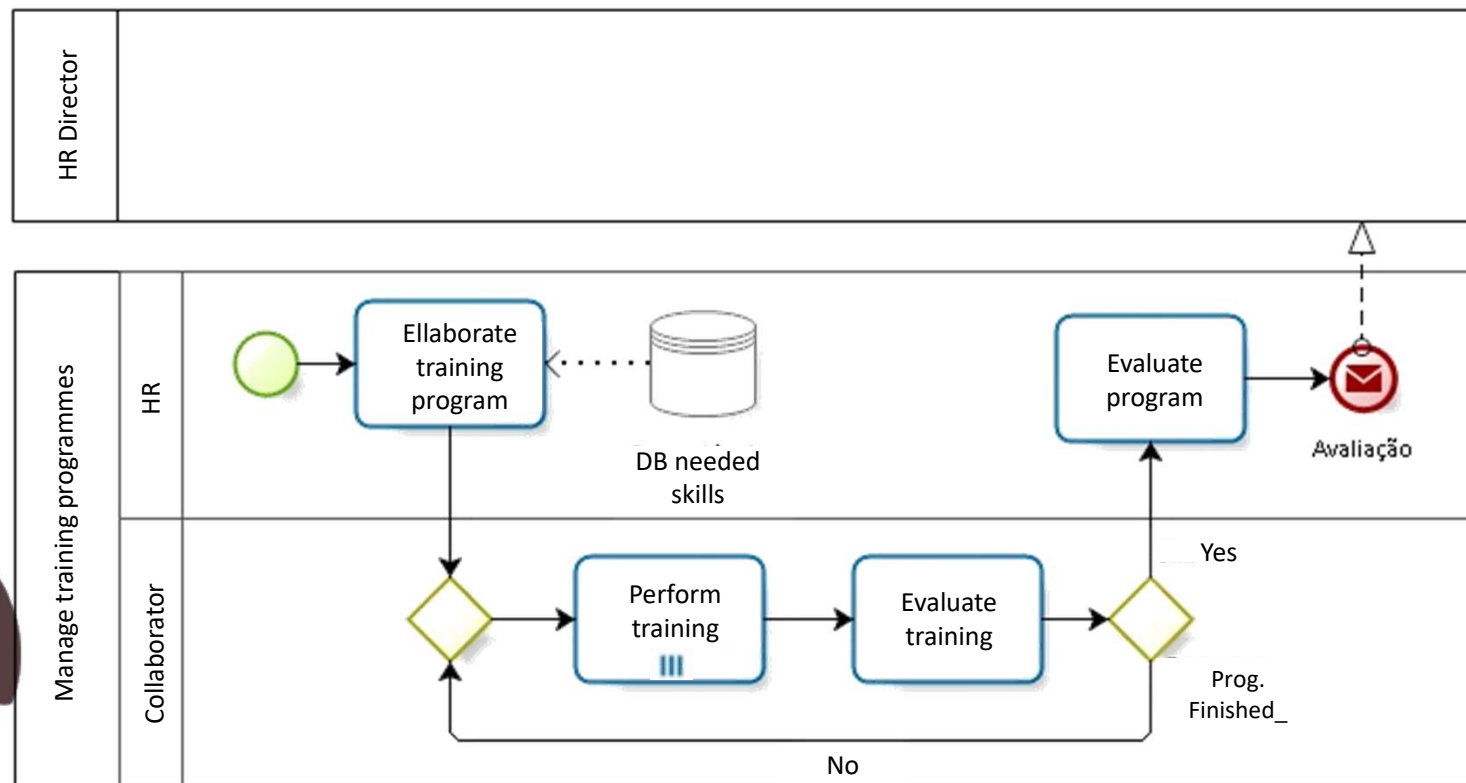 HR Director
Manage training programmes
HR
Ellaborate
training
program
DB needed
skills
Evaluate
program
Avaliação
Collaborator
Perform
training
Evaluate
training
Yes
Prog.
Finished_
No